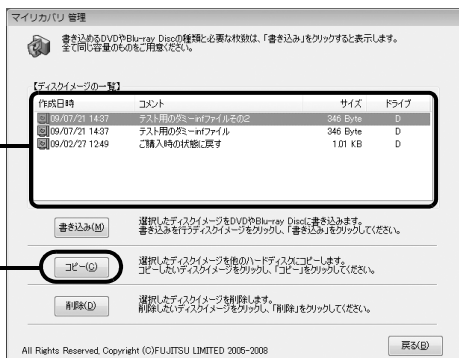 マイリカバリ 管理
書き込めるDVDやBlu-ray Discの種類と必要な枚数は、「書き込み」をクリックすると表示します。
全て同じ容量のものをご用意ください。
【ディスクイメージの一覧】
作成日時 コメント サイズ ドライブ
09/07/21 14:37 テスト用のダミーinfファイルその2 346 Byte D
09/07/21 14:37 テスト用のダミーinfファイル 346 Byte D
09/02/27 12:49 ご購入時の状態に戻す 1.01 KB D
書き込み(M) 選択したディスクイメージをDVDやBlu-ray Discに書き込みます。
書き込みを行うディスクイメージをクリックし、「書き込み」をクリックしてください。
コピー(C) 選択したディスクイメージを他のハードディスクにコピーします。
コピーしたいディスクイメージをクリックし、「コピー」をクリックしてください。
削除(D) 選択したディスクイメージを削除します。
削除したいディスクイメージをクリックし、「削除」をクリックしてください。
All Rights Reserved, Copyright (C)FUJITSU LIMITED 2005-2008 戻る(B)